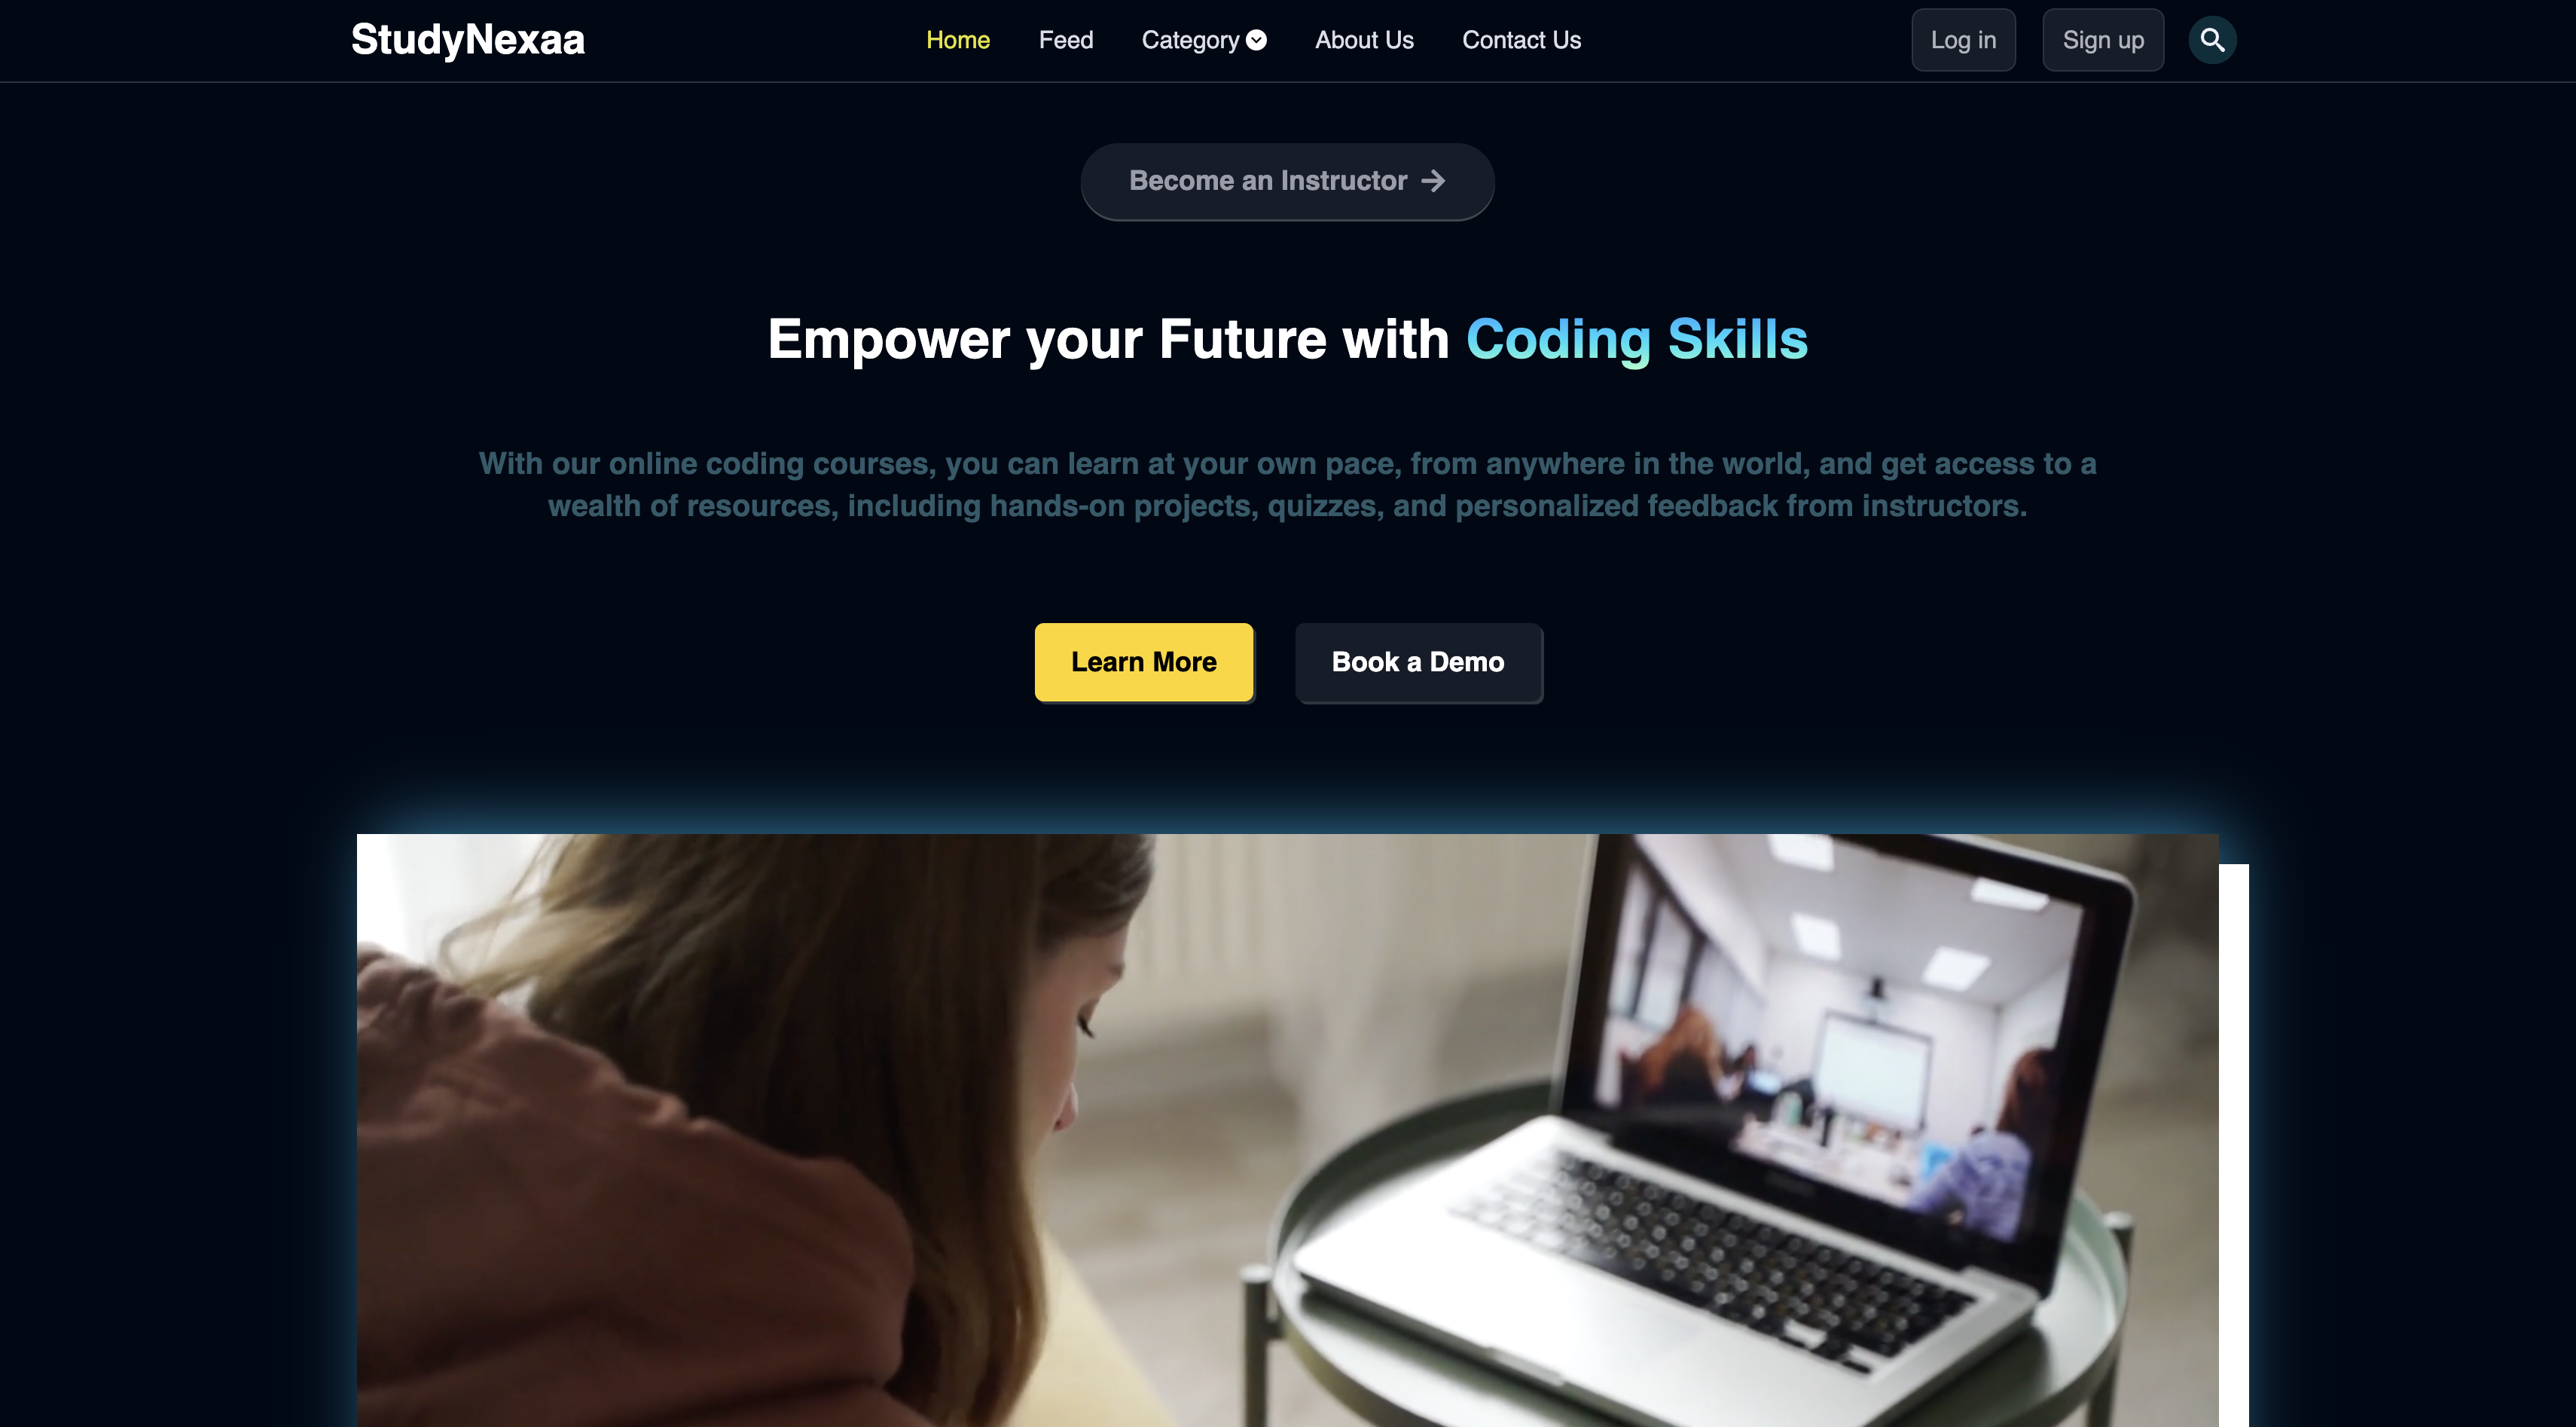 StudyNexaa
Home
Feed
Category
About Us
Contact Us
Log in
Sign up
Become an Instructor
Empower your Future with Coding Skills
With our online coding courses, you can learn at your own pace, from anywhere in the world, and get access to a
wealth of resources, including hands-on projects, quizzes, and personalized feedback from instructors.
Learn More
Book a Demo